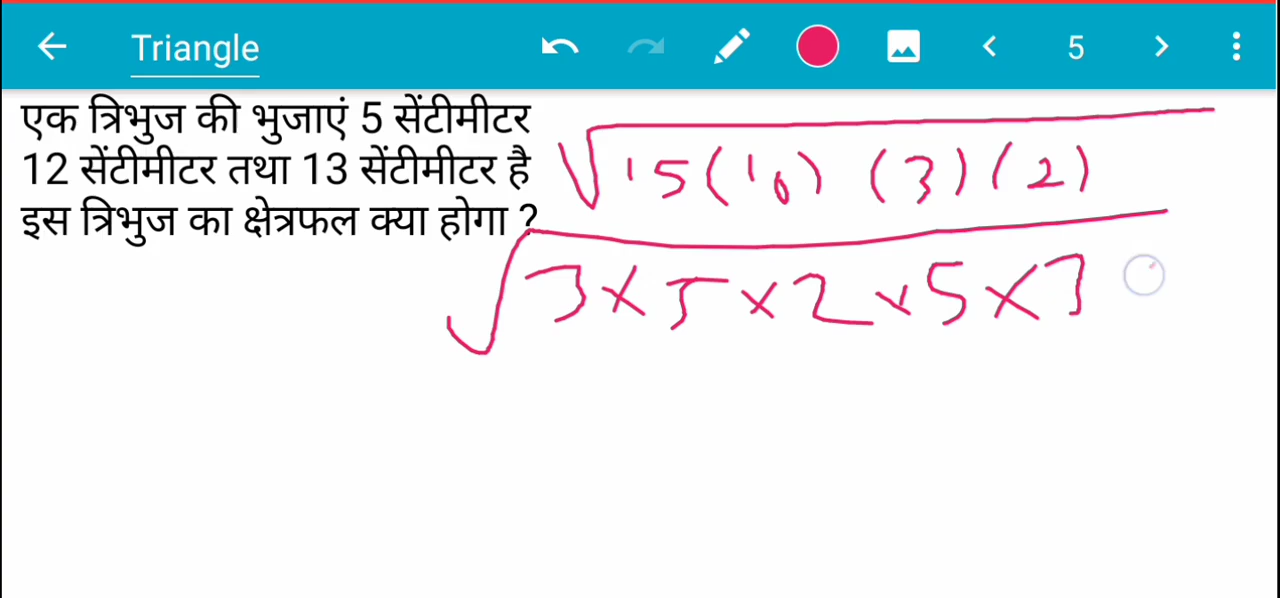 Triangle
5
एक त्रिभुज की भुजाएं 5 सेंटीमीटर
12 सेंटीमीटर तथा 13 सेंटीमीटर है
इस त्रिभुज का क्षेत्रफल क्या होगा ?
√15(10) (3) (2)
√3×5×2×5×3